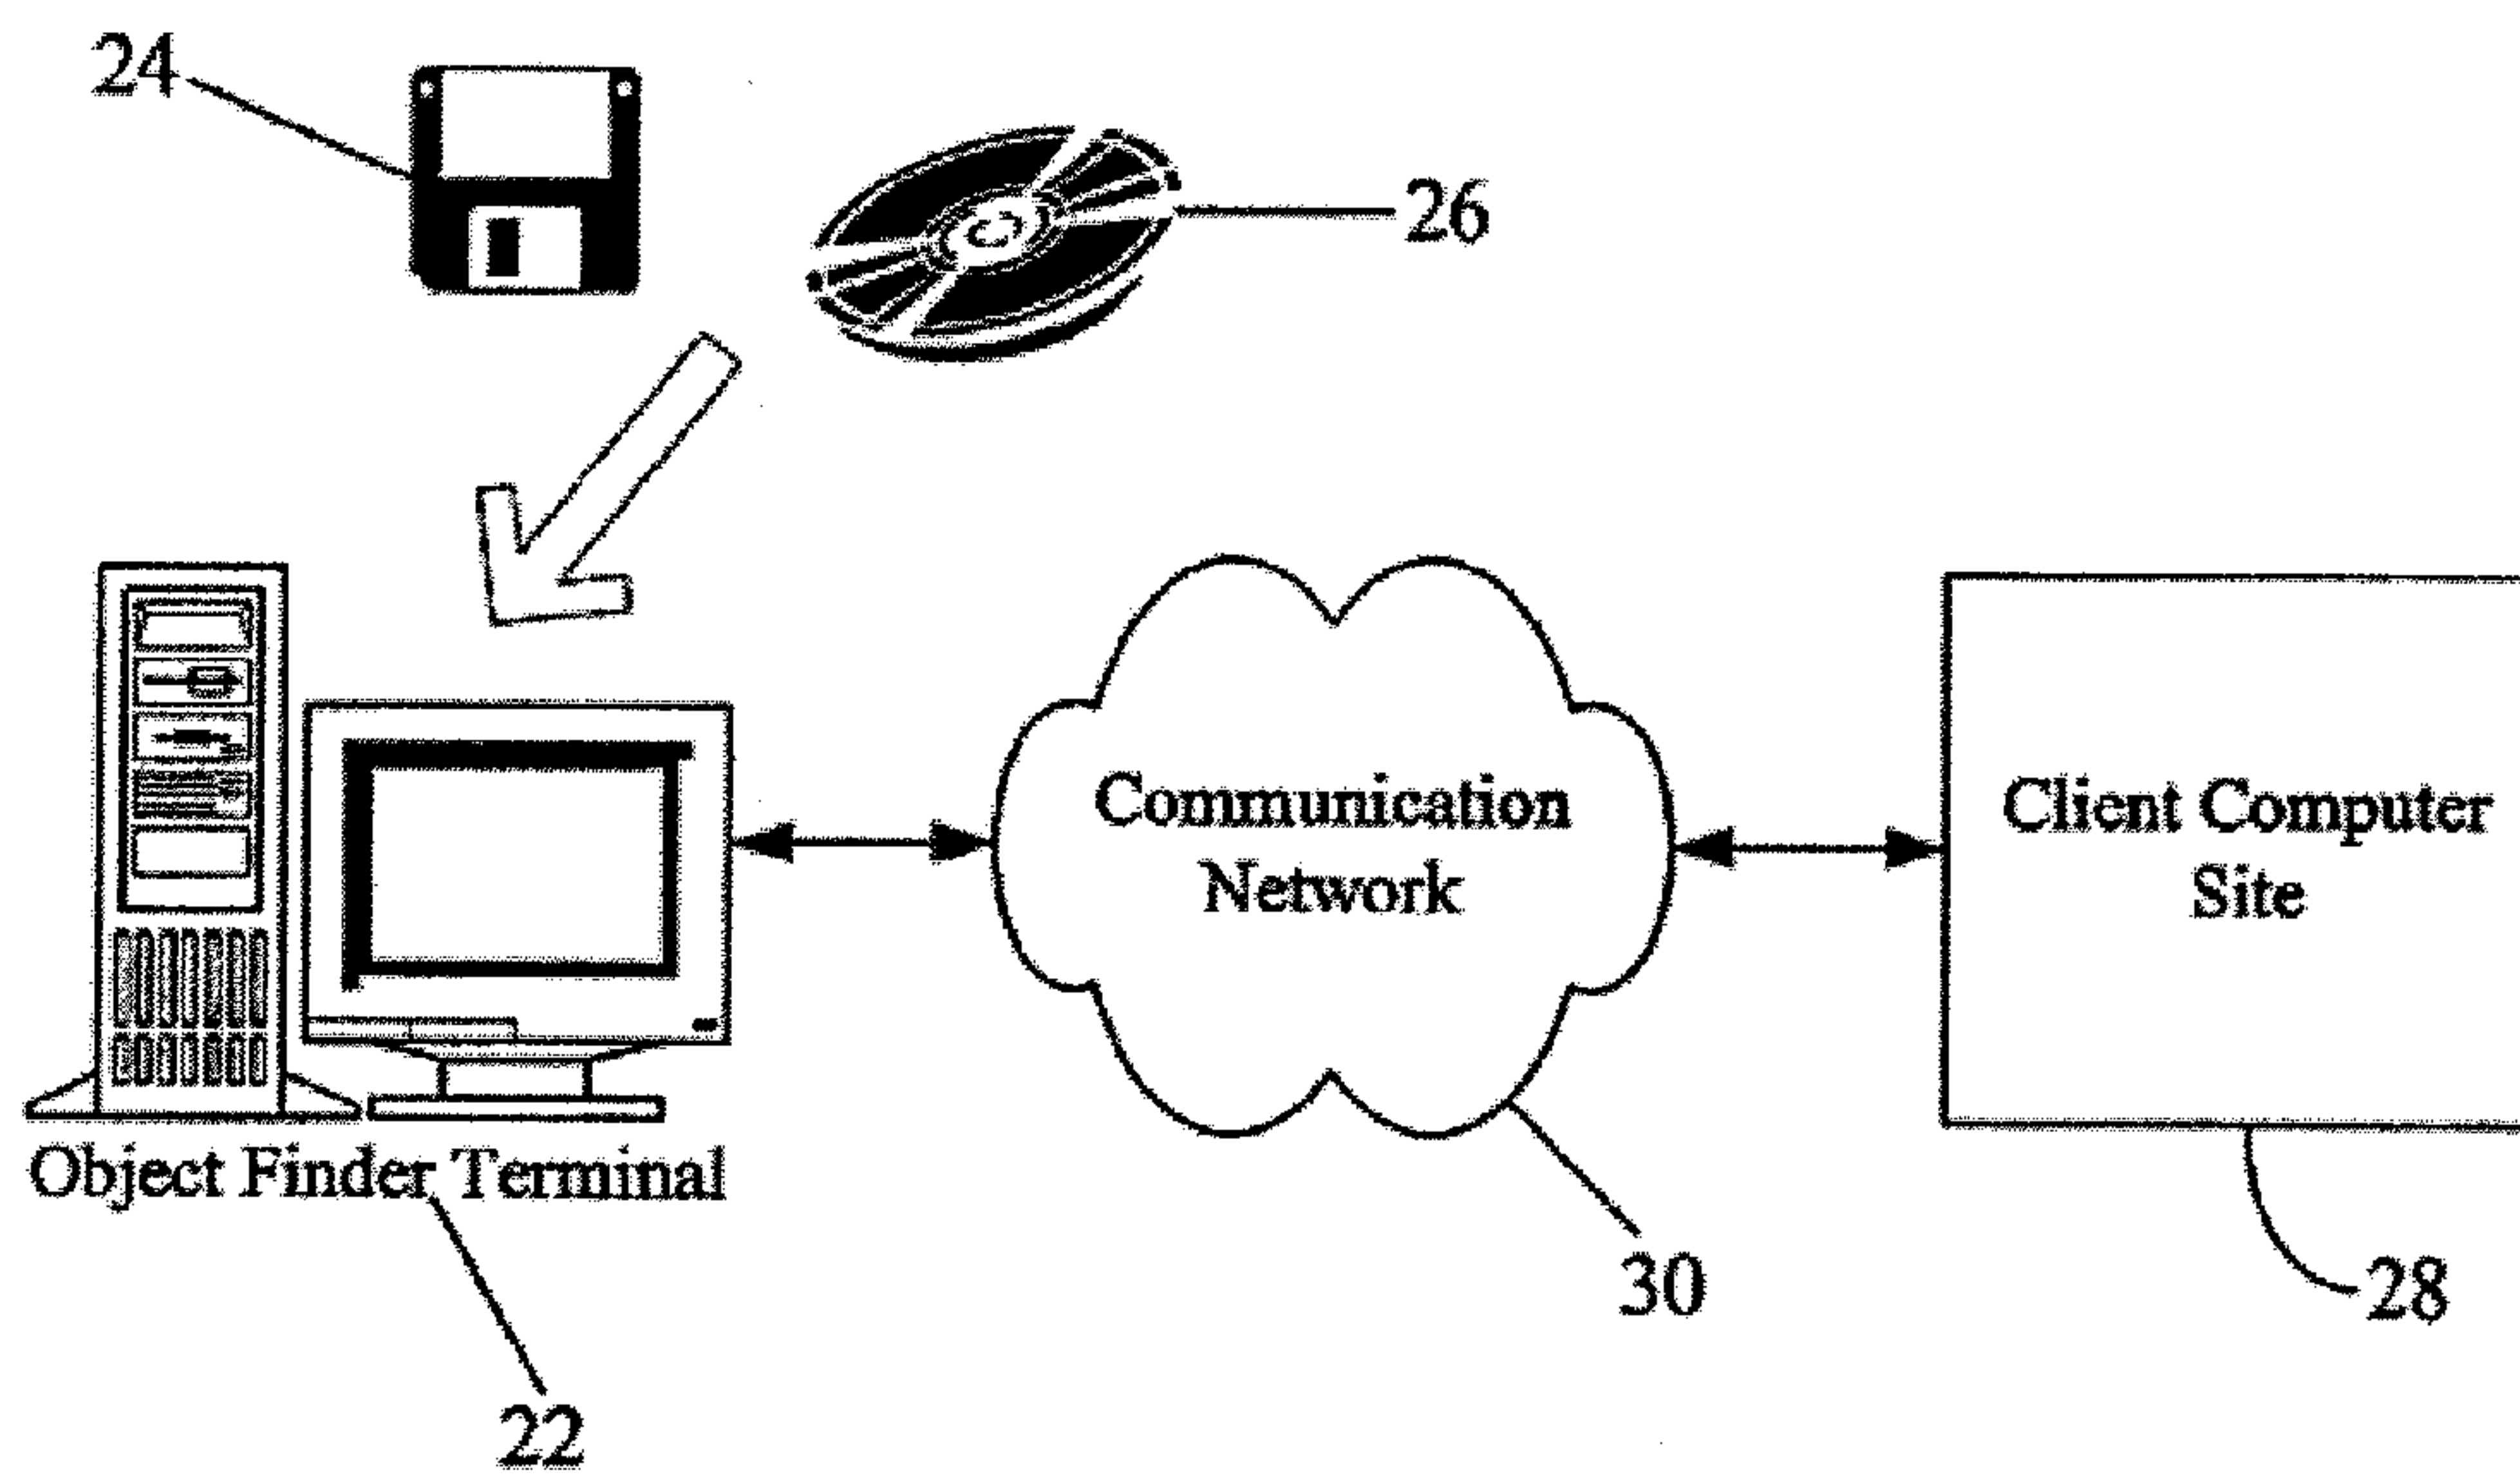 24
26
Communication
Network
Client Computer
Site
Object Finder Terminal
30
28
22